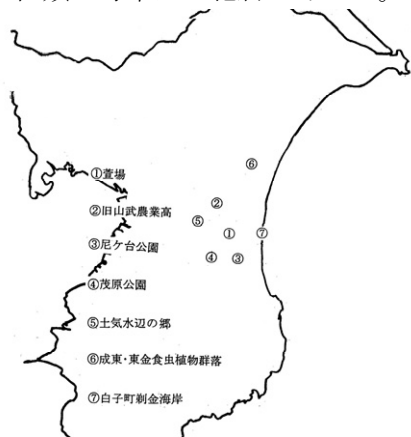 ①萱場
②旧山武農業高
③尼ケ台公園
④茂原公園
⑤土気水辺の郷
⑥成東・東金食虫植物群落
⑦白子町剃金海岸
⑥
②
⑤
①
⑦
④
③